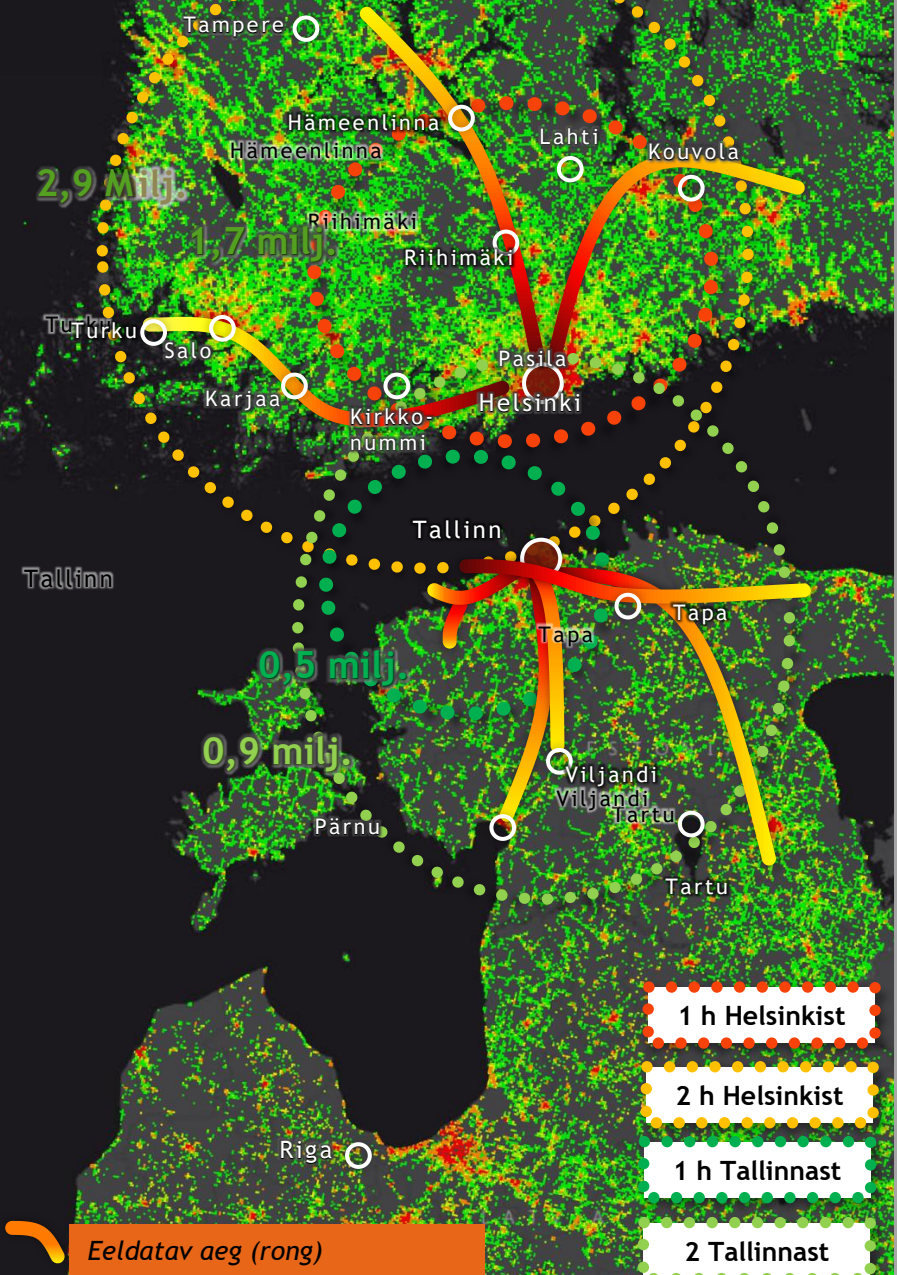 Tampere
Hämeenlinna
Hämeenlinna
Lahti
Kouvola
2,9 Milj.
Riihimäki
1,7 milj.
Riihimäki
Turku
Turku
Salo
Pasila
Karjaa
Helsinki
Kirkko-
nummi
Tallinn
Tallinn
Tapa
Tapa
0,5 milj.
0,9 milj.
Viljandi
Viljandi
Tartu
Pärnu
Tartu
1 h Helsinkist
2 h Helsinkist
Riga
1 h Tallinnast
Eeldatav aeg (rong)
2 Tallinnast